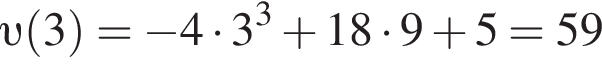 υ(3) = −4 · 3³ + 18 · 9 + 5 = 59